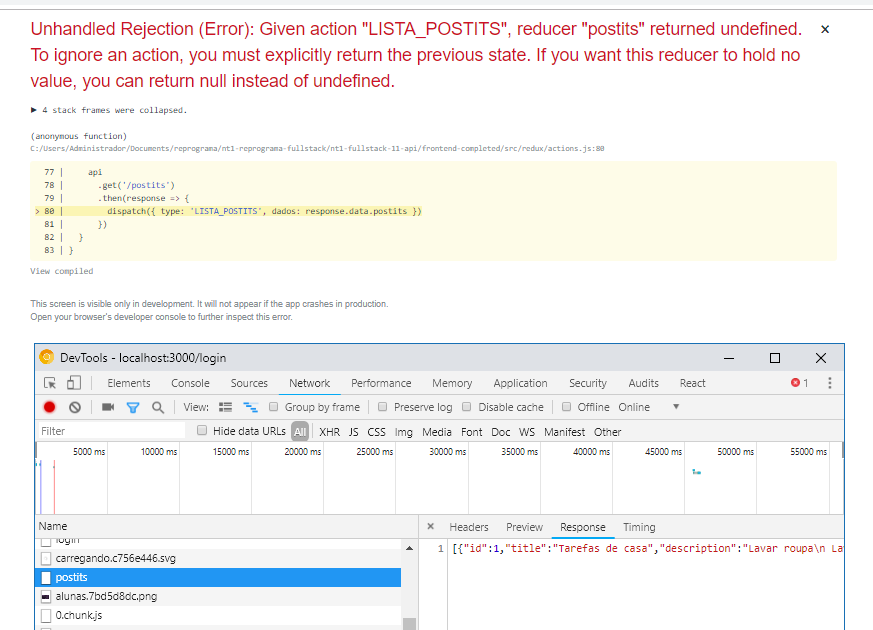 Unhandled Rejection (Error): Given action "LISTA_POSTITS", reducer "postits" returned undefined.
To ignore an action, you must explicitly return the previous state. If you want this reducer to hold no
value, you can return null instead of undefined.
×
▶ 4 stack frames were collapsed.
(anonymous function)
C:/Users/Administrador/Documents/reprograma/nt1-reprograma-fullstack/nt1-fullstack-11-api/frontend-completed/src/redux/actions.js:80
77 | api
78 | .get('/postits')
79 | .then(response => {
> 80 | dispatch({ type: 'LISTA_POSTITS', dados: response.data.postits })
81 | })
82 | }
83 | }
View compiled
This screen is visible only in development. It will not appear if the app crashes in production.
Open your browser's developer console to further inspect this error.
DevTools - localhost:3000/login
Elements Console Sources Network Performance Memory Application Security Audits React 1
View: Group by frame Preserve log Disable cache Offline Online
Filter Hide data URLs All XHR JS CSS Img Media Font Doc WS Manifest Other
5000 ms 10000 ms 15000 ms 20000 ms 25000 ms 30000 ms 35000 ms 40000 ms 45000 ms 50000 ms 55000 ms
Name
login
carregando.c756e446.svg
postits
alunas.7bd5d8dc.png
0.chunk.js
× Headers Preview Response Timing
1 [{"id":1,"title":"Tarefas de casa","description":"Lavar roupa\n La